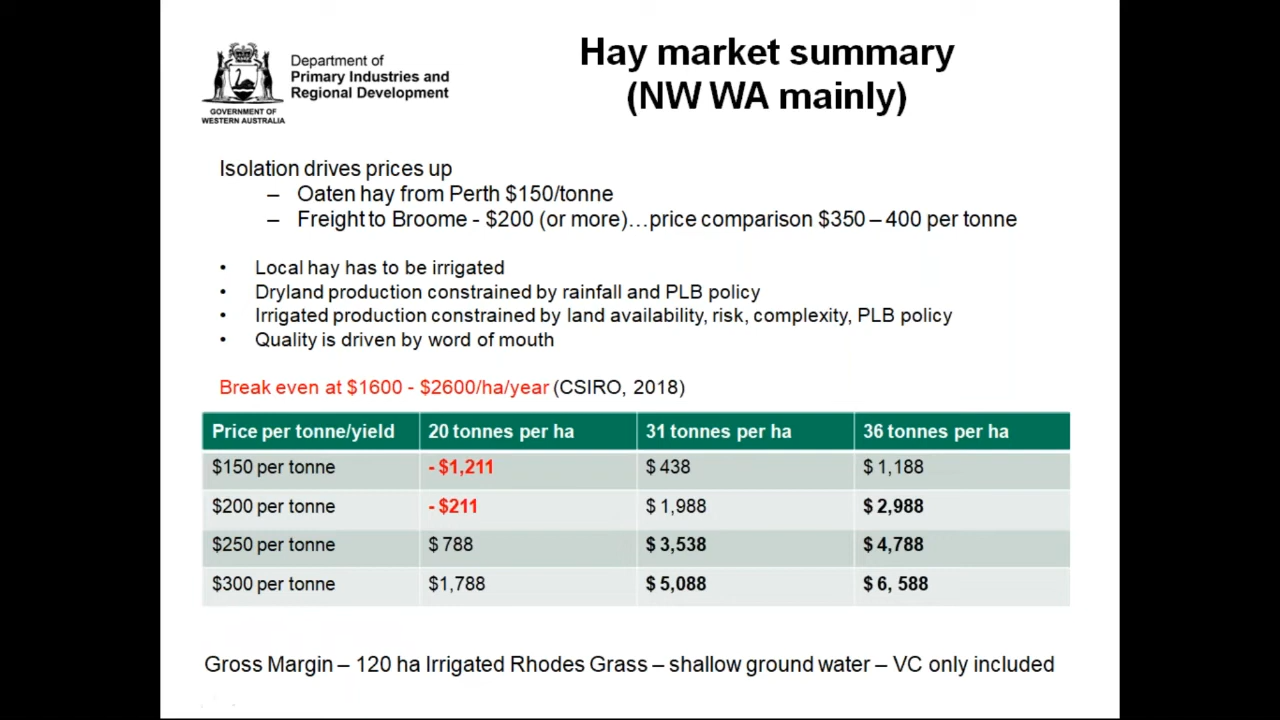 Department of
Primary Industries and
Regional Development
GOVERNMENT OF
WESTERN AUSTRALIA
Hay market summary
(NW WA mainly)
Isolation drives prices up
– Oaten hay from Perth $150/tonne
– Freight to Broome - $200 (or more)…price comparison $350 – 400 per tonne
• Local hay has to be irrigated
• Dryland production constrained by rainfall and PLB policy
• Irrigated production constrained by land availability, risk, complexity, PLB policy
• Quality is driven by word of mouth
Break even at $1600 - $2600/ha/year (CSIRO, 2018)
Price per tonne/yield 20 tonnes per ha 31 tonnes per ha 36 tonnes per ha
$150 per tonne - $1,211 $ 438 $ 1,188
$200 per tonne - $211 $ 1,988 $ 2,988
$250 per tonne $ 788 $ 3,538 $ 4,788
$300 per tonne $1,788 $ 5,088 $ 6, 588
Gross Margin – 120 ha Irrigated Rhodes Grass – shallow ground water – VC only included